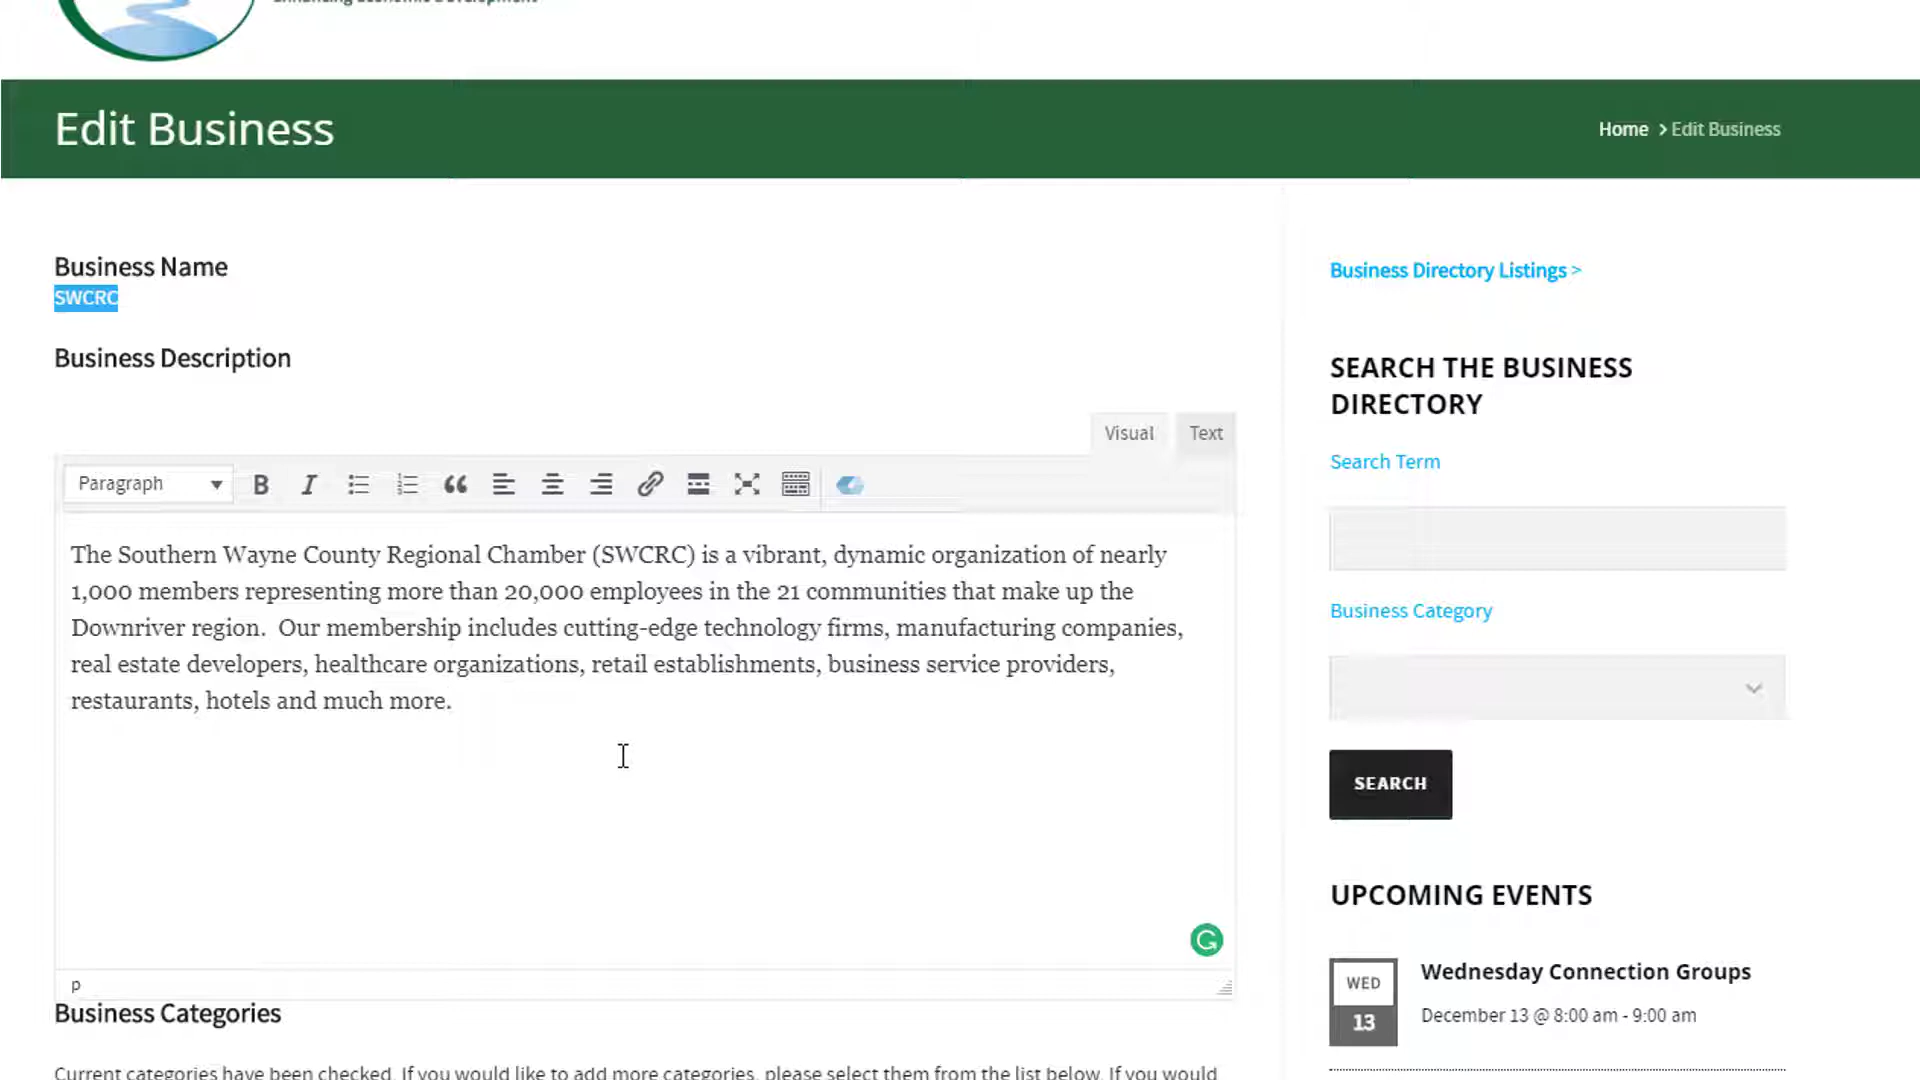 Enhancing Economic Development
Edit Business
Home > Edit Business
Business Name
SWCRC
Business Description
Visual Text
Paragraph
The Southern Wayne County Regional Chamber (SWCRC) is a vibrant, dynamic organization of nearly
1,000 members representing more than 20,000 employees in the 21 communities that make up the
Downriver region.  Our membership includes cutting-edge technology firms, manufacturing companies,
real estate developers, healthcare organizations, retail establishments, business service providers,
restaurants, hotels and much more.
p
Business Categories
Current categories have been checked. If you would like to add more categories, please select them from the list below. If you would
Business Directory Listings >
SEARCH THE BUSINESS
DIRECTORY
Search Term
Business Category
SEARCH
UPCOMING EVENTS
WED
13
Wednesday Connection Groups
December 13 @ 8:00 am - 9:00 am